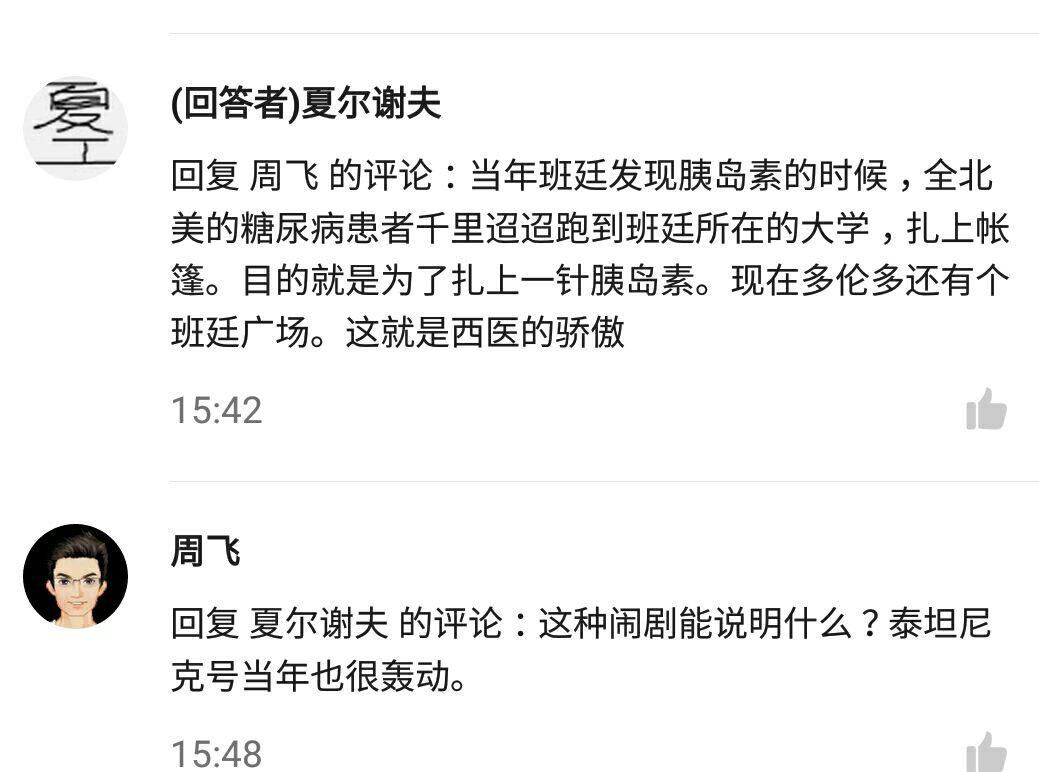 (回答者)夏尔谢夫
回复 周飞 的评论：当年班廷发现胰岛素的时候，全北
美的糖尿病患者千里迢迢跑到班廷所在的大学，扎上帐
篷。目的就是为了扎上一针胰岛素。现在多伦多还有个
班廷广场。这就是西医的骄傲
15:42
周飞
回复 夏尔谢夫 的评论：这种闹剧能说明什么？泰坦尼
克号当年也很轰动。
15:48